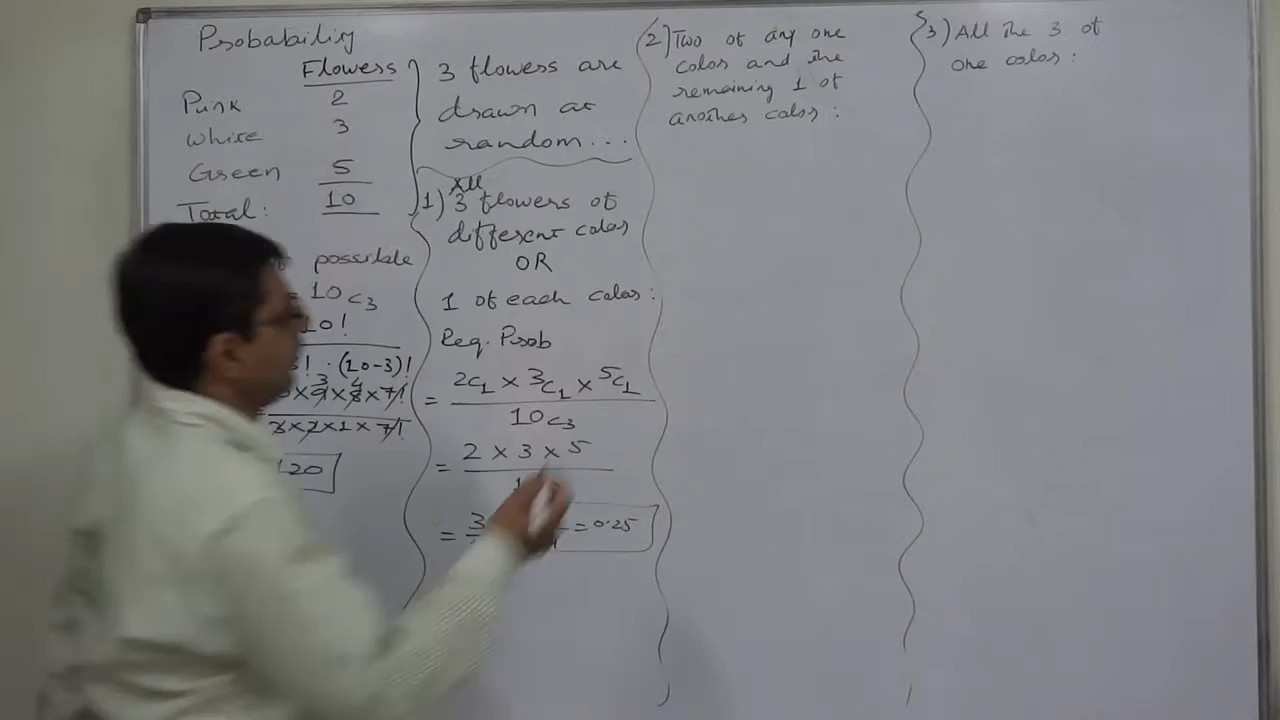 Probability
Flowers
Pink 2
White 3
Green 5
Total: 10
possible
= 10C3
10!
! . (10-3)!
x 9 x 8 x 7!
3 x 2 x 1 x 7!
120
3 flowers are
drawn at
random...
1) All 3 flowers of
different color
OR
1 of each color:
Req. Prob
= 2C1 x 3C1 x 5C1
10C3
= 2 x 3 x 5
= 3
= 0.25
2) Two of any one
color and the
remaining 1 of
another color:
3) All the 3 of
one color: